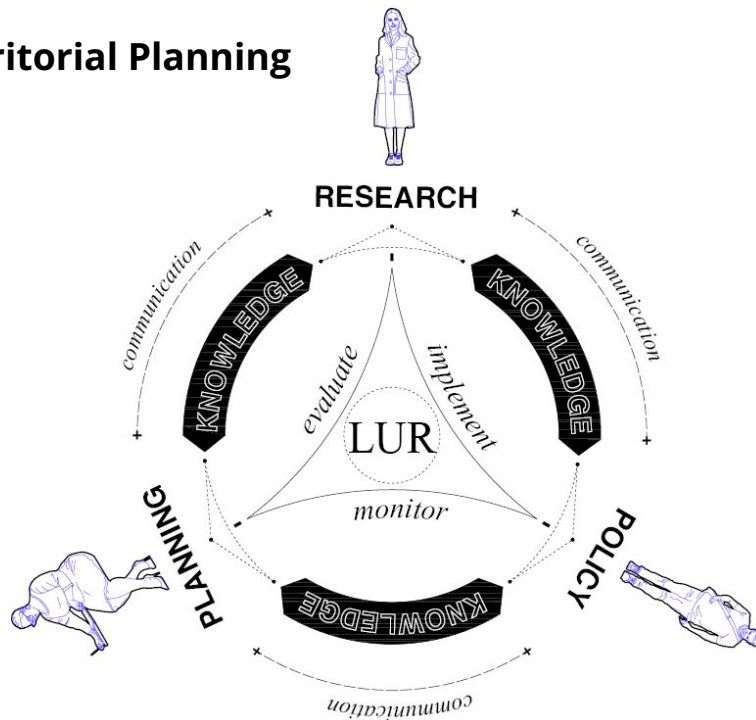 ritorial Planning
RESEARCH
communication
communication
KNOWLEDGE
KNOWLEDGE
evaluate
implement
LUR
monitor
PLANNING
POLICY
KNOWLEDGE
communication